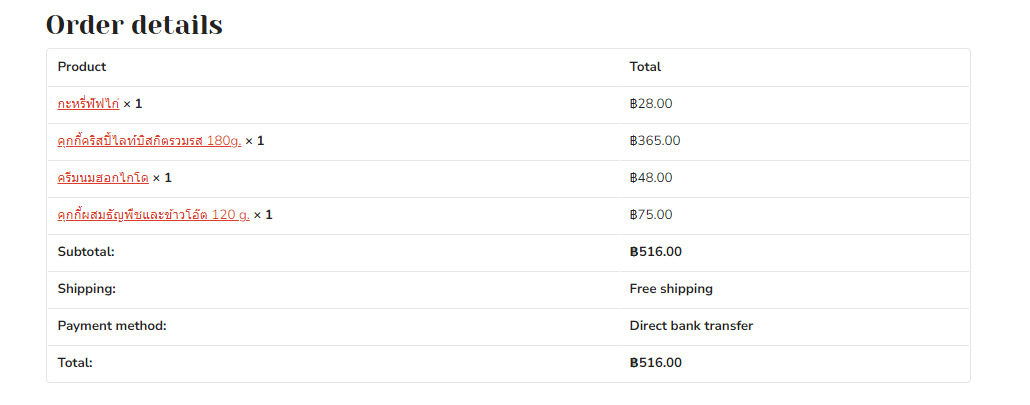 Order details
Product Total
กะหรี่พัฟไก่ × 1 ฿28.00
คุกกี้คริสปี้ไลท์บิสกิตรวมรส 180g. × 1 ฿365.00
ครีมนมฮอกไกโด × 1 ฿48.00
คุกกี้ผสมธัญพืชและข้าวโอ๊ต 120 g. × 1 ฿75.00
Subtotal: ฿516.00
Shipping: Free shipping
Payment method: Direct bank transfer
Total: ฿516.00